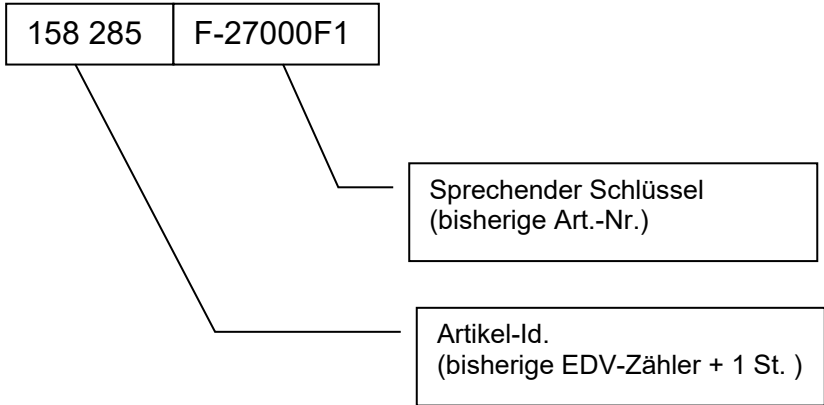 158 285 F-27000F1
Sprechender Schlüssel
(bisherige Art.-Nr.)
Artikel-Id.
(bisherige EDV-Zähler + 1 St. )